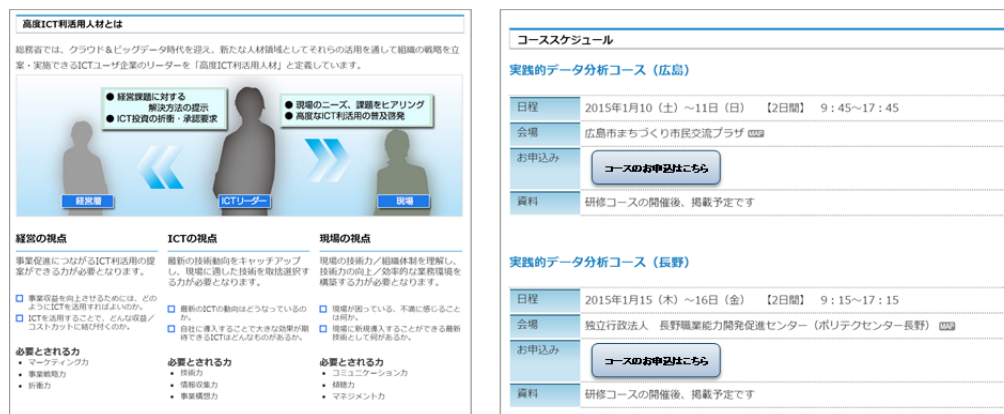 高度ICT利活用人材とは
総務省では、クラウド＆ビッグデータ時代を迎え、新たな人材領域としてそれらの活用を通して組織の戦略を立
案・実施できるICTユーザ企業のリーダーを「高度ICT利活用人材」と定義しています。
● 経営課題に対する
解決方法の提示
● ICT投資の折衝・承認要求
● 現場のニーズ、課題をヒアリング
● 高度なICT利活用の普及啓発
経営層
ICTリーダー
現場
経営の視点
事業促進につながるICT利活用の提
案ができる力が必要となります。
事業収益を向上させるためには、どの
ようにICTを活用すればよいのか。
ICTを活用することで、どんな収益／
コストカットに結び付くのか。
必要とされる力
• マーケティング力
• 事業戦略力
• 折衝力
ICTの視点
最新の技術動向をキャッチアップ
し、現場に適した技術を取捨選択す
る力が必要となります。
最新のICTの動向はどうなっているの
か。
自社に導入することで大きな効果が期
待できるICTはどんなものがあるか。
必要とされる力
• 技術力
• 情報収集力
• 事業構想力
現場の視点
現場の技術力／組織体制を理解し、
技術力の向上／効率的な業務環境を
構築する力が必要となります。
現場が困っている、不満に感じること
は何か。
現場に新規導入することができる最新
技術として何があるか。
必要とされる力
• コミュニケーション力
• 傾聴力
• マネジメント力
コーススケジュール
実践的データ分析コース（広島）
日程 2015年1月10（土）～11日（日） 【2日間】 9：45～17：45
会場 広島市まちづくり市民交流プラザ MAP
お申込み コースのお申込はこちら
資料 研修コースの開催後、掲載予定です
実践的データ分析コース（長野）
日程 2015年1月15（木）～16日（金） 【2日間】 9：15～17：15
会場 独立行政法人 長野職業能力開発促進センター（ポリテクセンター長野） MAP
お申込み コースのお申込はこちら
資料 研修コースの開催後、掲載予定です